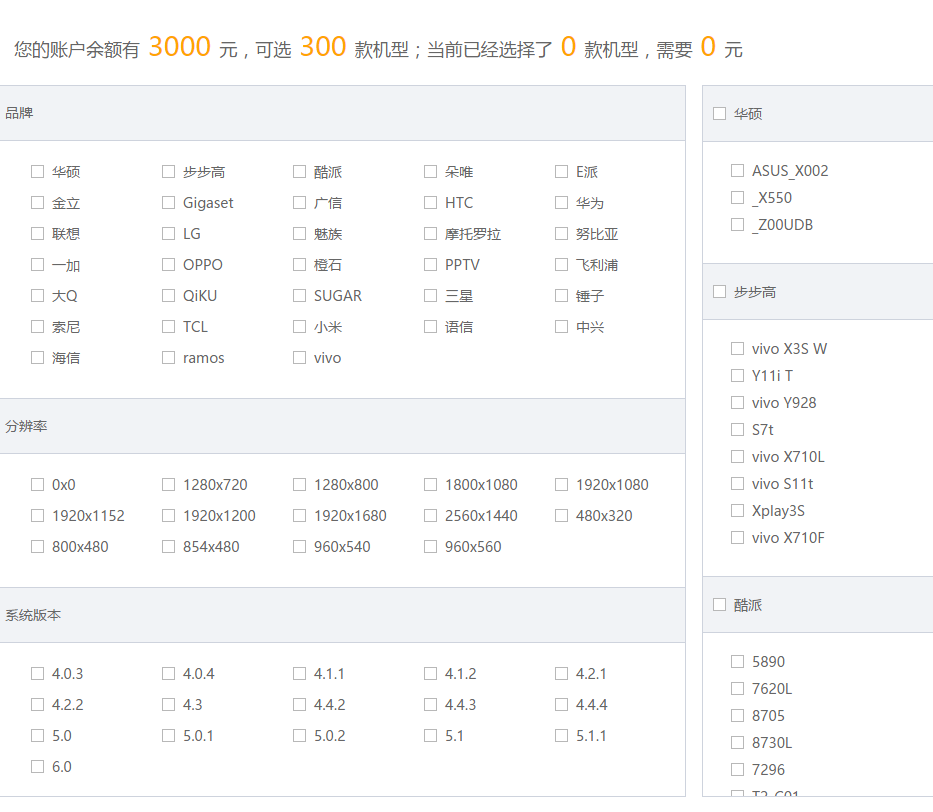 您的账户余额有 3000 元，可选 300 款机型；当前已经选择了 0 款机型，需要 0 元
品牌
华硕 步步高 酷派 朵唯 E派
金立 Gigaset 广信 HTC 华为
联想 LG 魅族 摩托罗拉 努比亚
一加 OPPO 橙石 PPTV 飞利浦
大Q QiKU SUGAR 三星 锤子
索尼 TCL 小米 语信 中兴
海信 ramos vivo
分辨率
0x0 1280x720 1280x800 1800x1080 1920x1080
1920x1152 1920x1200 1920x1680 2560x1440 480x320
800x480 854x480 960x540 960x560
系统版本
4.0.3 4.0.4 4.1.1 4.1.2 4.2.1
4.2.2 4.3 4.4.2 4.4.3 4.4.4
5.0 5.0.1 5.0.2 5.1 5.1.1
6.0
华硕
ASUS_X002
_X550
_Z00UDB
步步高
vivo X3S W
Y11i T
vivo Y928
S7t
vivo X710L
vivo S11t
Xplay3S
vivo X710F
酷派
5890
7620L
8705
8730L
7296